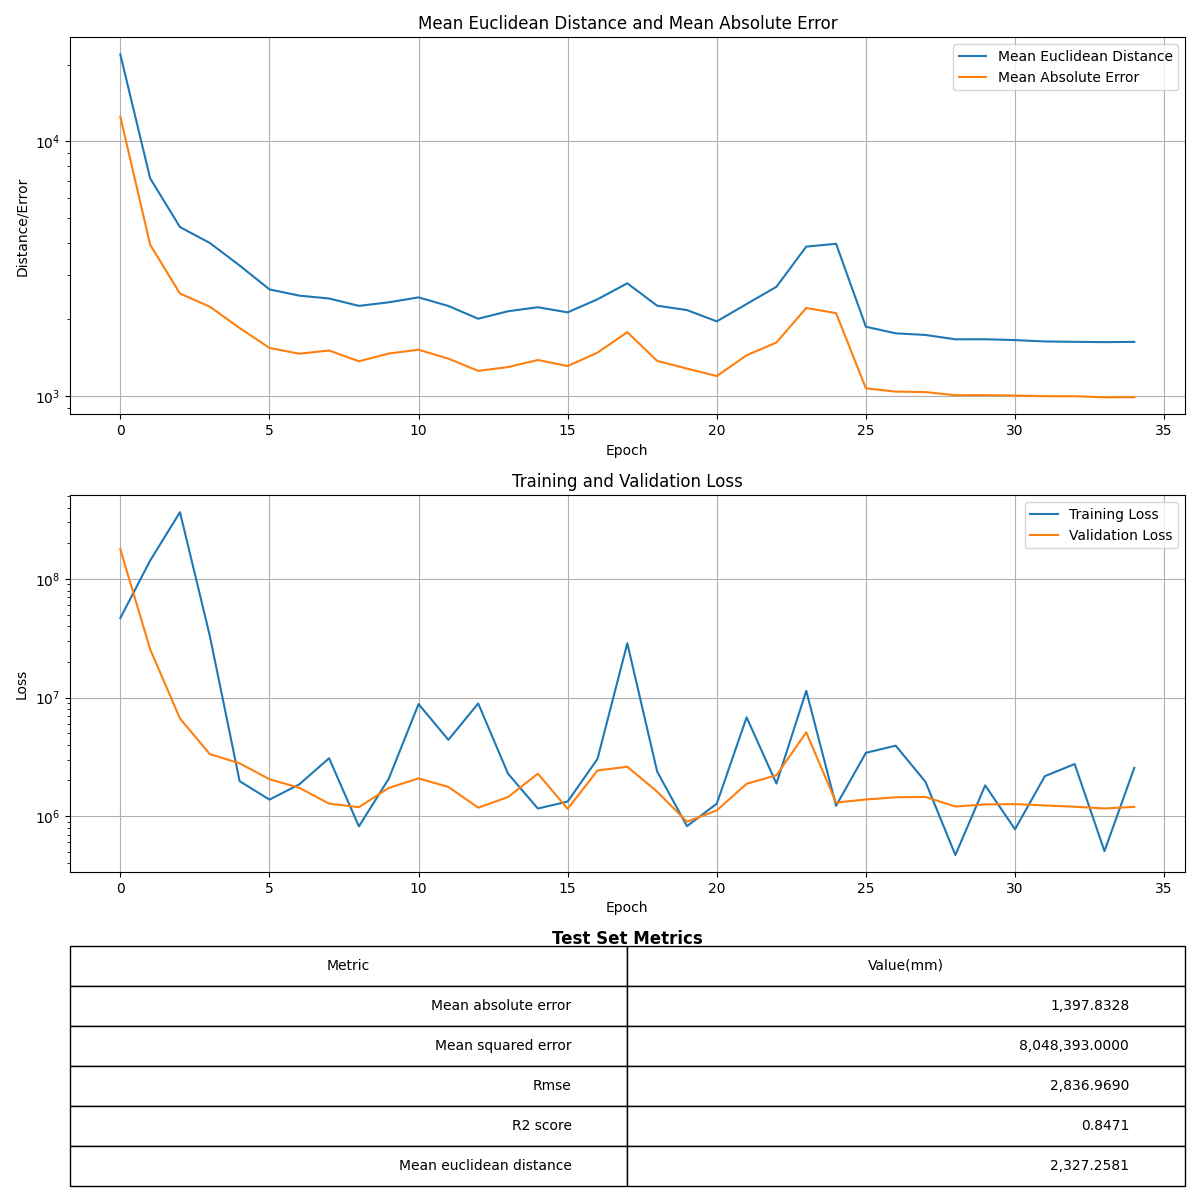 Mean Euclidean Distance and Mean Absolute Error
Mean Euclidean Distance
Mean Absolute Error
Distance/Error
10^4
10^3
0 5 10 15 20 25 30 35
Epoch
Training and Validation Loss
Training Loss
Validation Loss
Loss
10^8
10^7
10^6
0 5 10 15 20 25 30 35
Epoch
Test Set Metrics
Metric Value(mm)
Mean absolute error 1,397.8328
Mean squared error 8,048,393.0000
Rmse 2,836.9690
R2 score 0.8471
Mean euclidean distance 2,327.2581